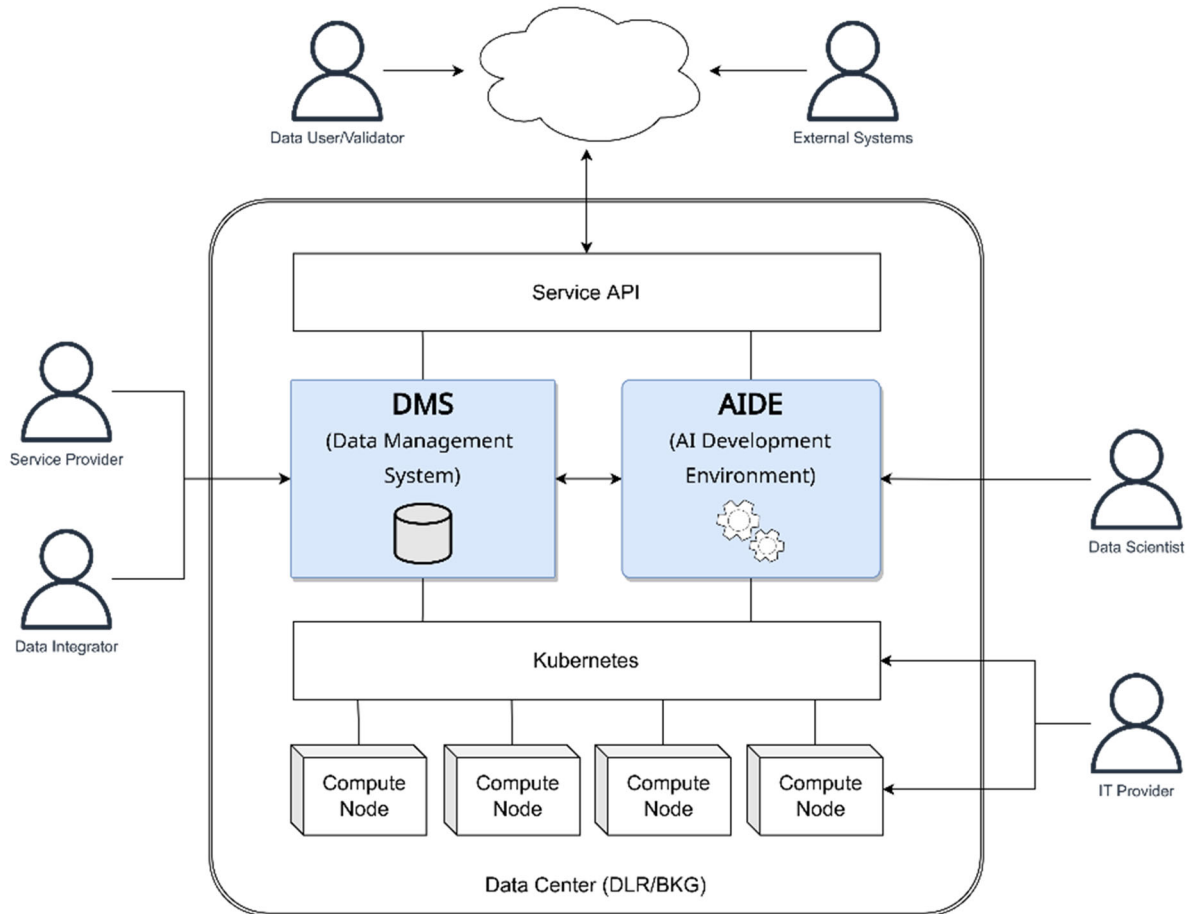 Data User/Validator
External Systems
Service API
Service Provider
DMS
(Data Management
System)
AIDE
(AI Development
Environment)
Data Scientist
Data Integrator
Kubernetes
Compute
Node
Compute
Node
Compute
Node
Compute
Node
IT Provider
Data Center (DLR/BKG)